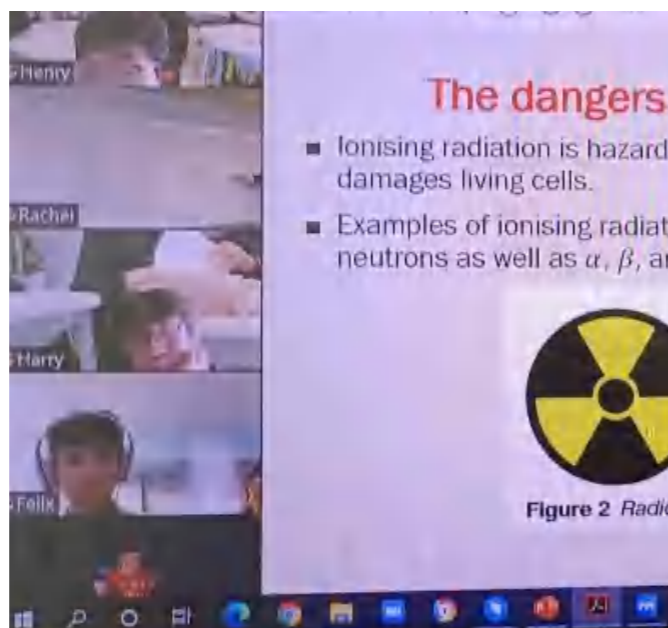 Henry
Rachel
Harry
Felix
The dangers
■ Ionising radiation is hazard
damages living cells.
■ Examples of ionising radiat
neutrons as well as α, β, a
Figure 2 Radio